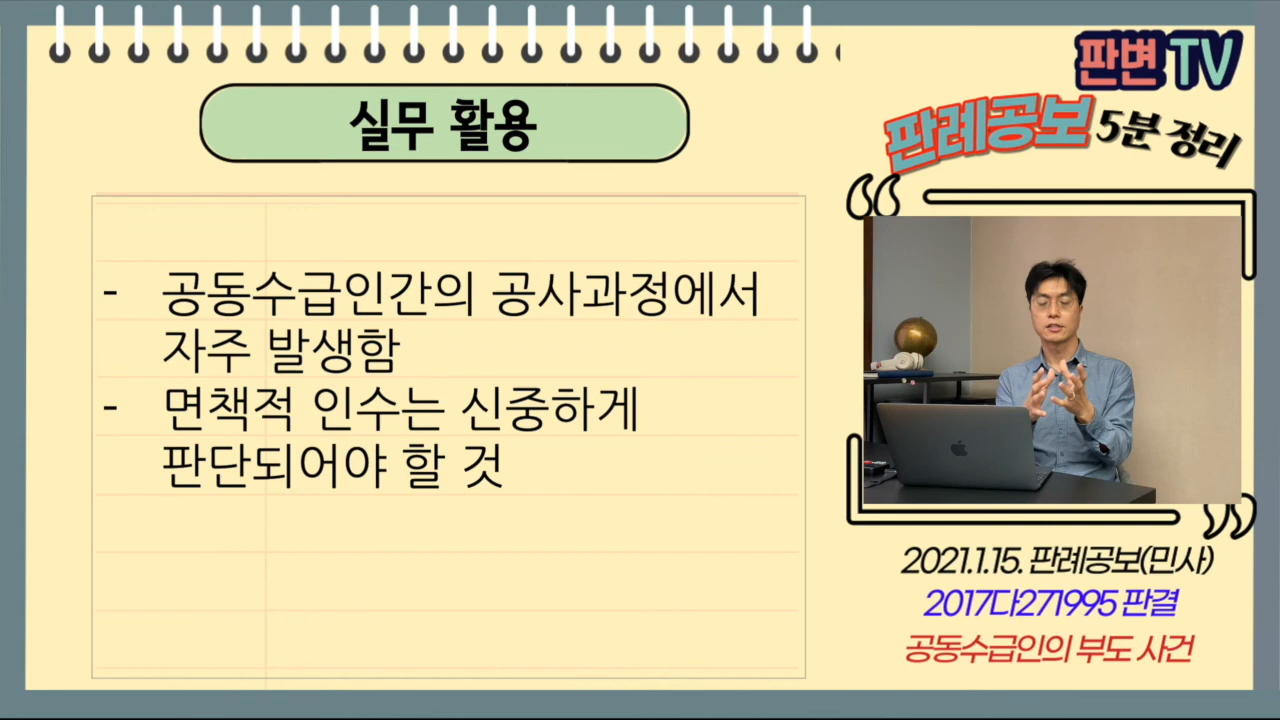 판변 TV
판례공보 5분 정리
실무 활용
- 공동수급인간의 공사과정에서
자주 발생함
- 면책적 인수는 신중하게
판단되어야 할 것
2021.1.15. 판례공보(민사)
2017다271995 판결
공동수급인의 부도 사건